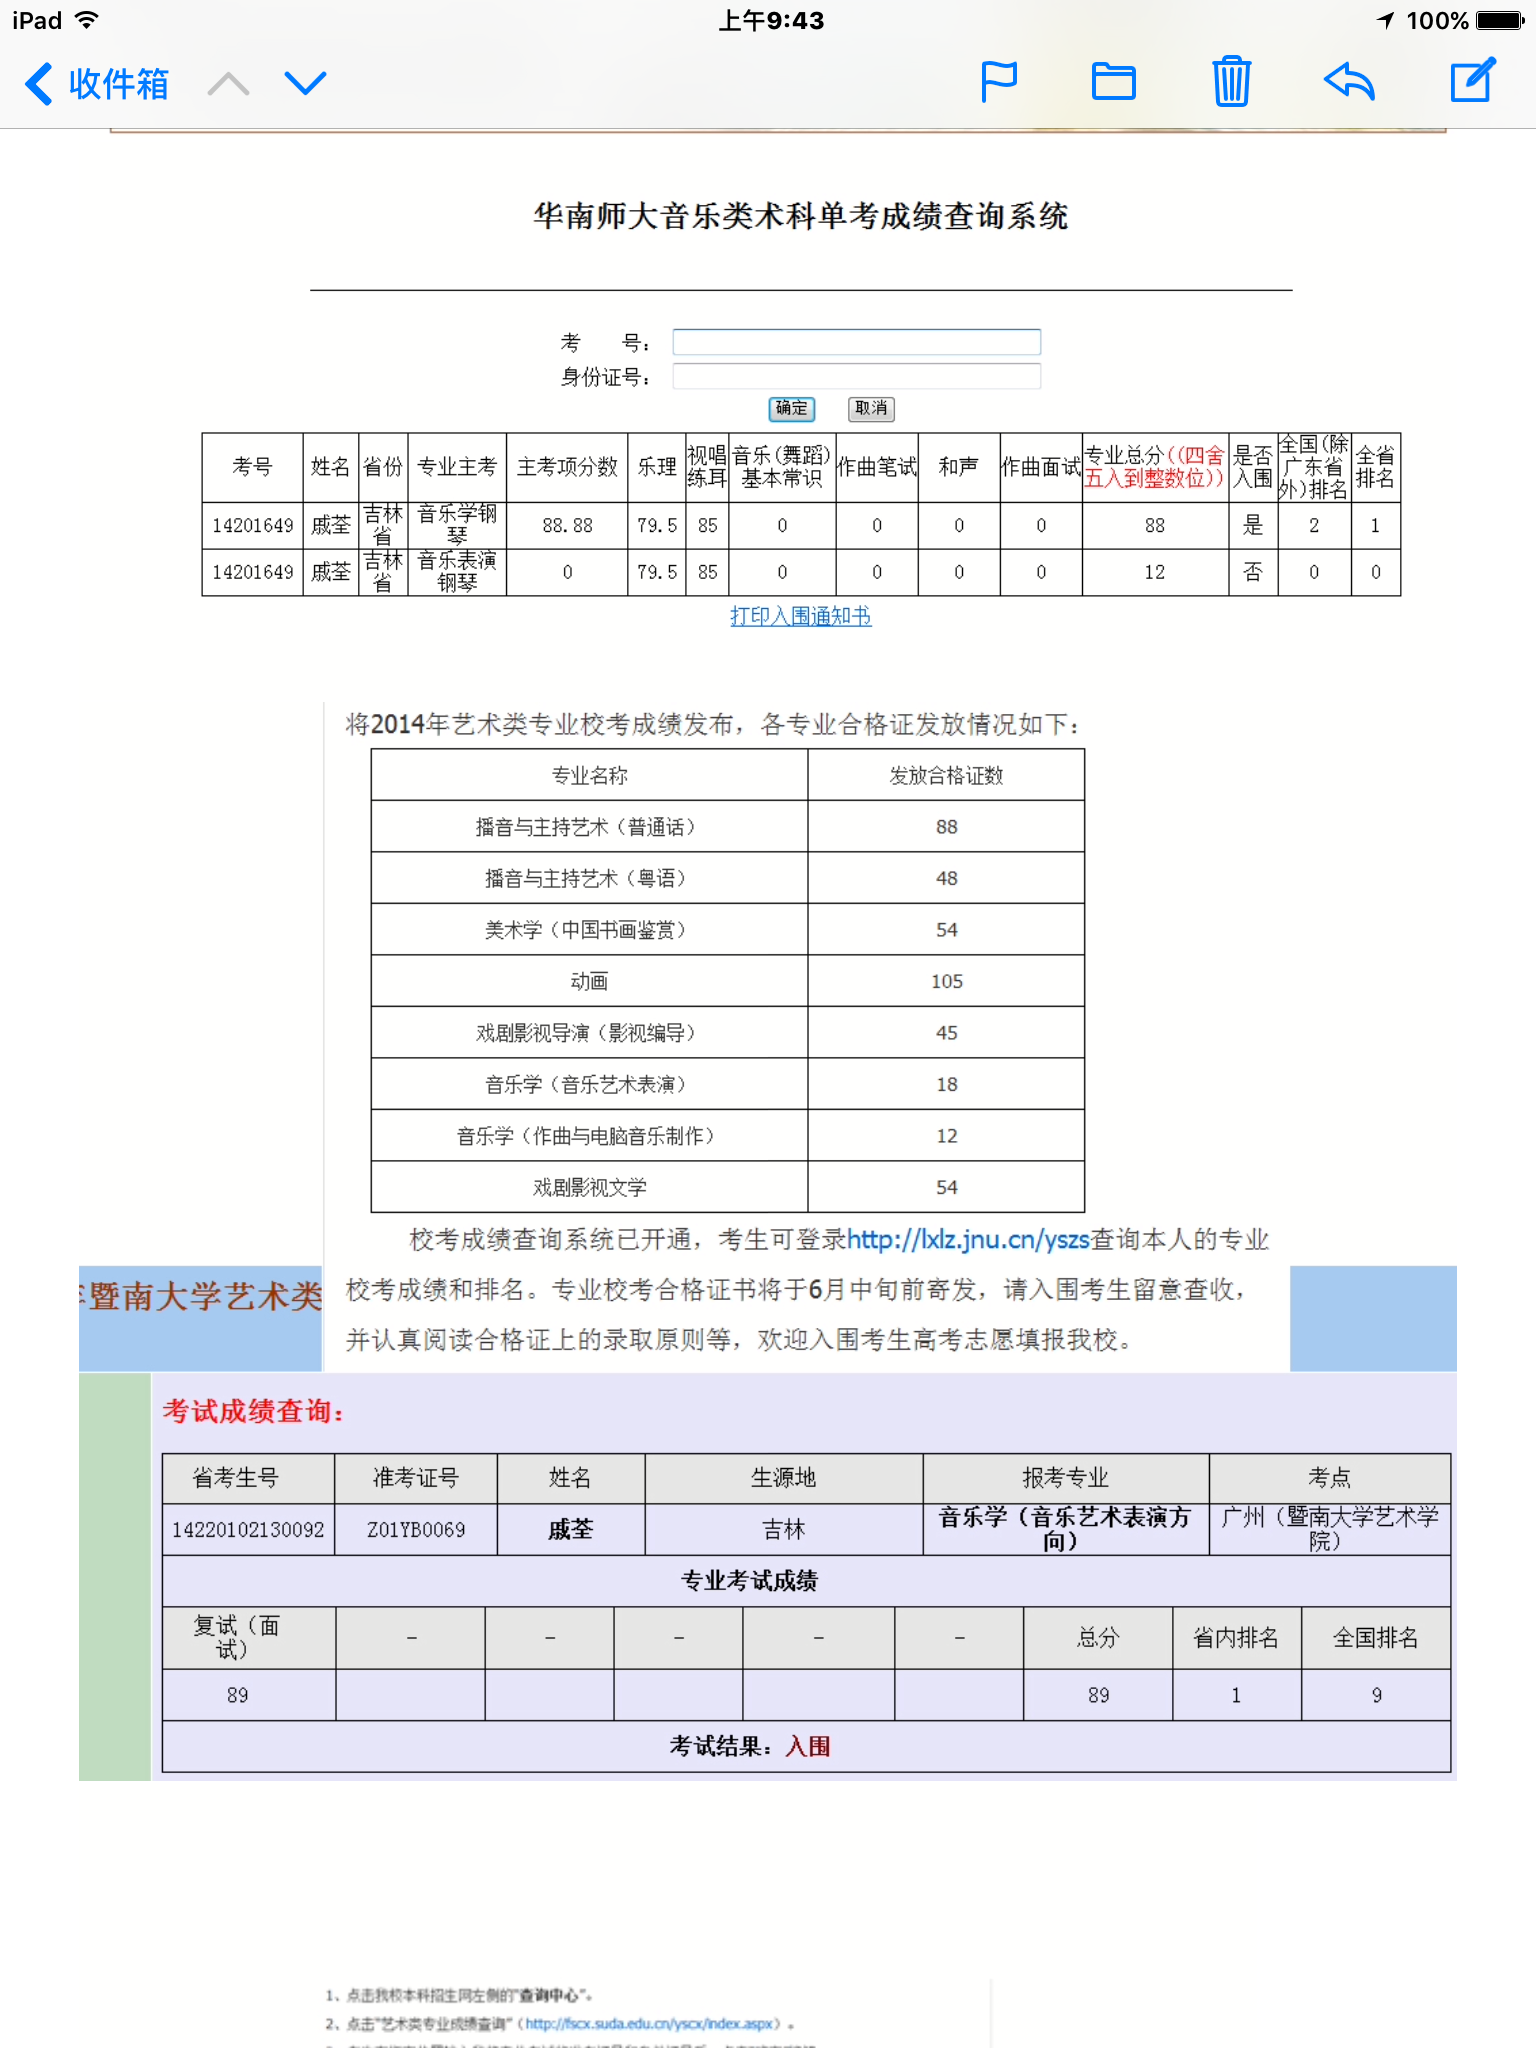 iPad 上午9:43 100%
收件箱
华南师大音乐类术科单考成绩查询系统
考 号：
身份证号：
确定 取消
考号 姓名 省份 专业主考 主考项分数 乐理 视唱练耳 音乐(舞蹈)基本常识 作曲笔试 和声 作曲面试 专业总分((四舍五入到整数位)) 是否入围 全国(除广东省外)排名 全省排名
14201649 戚荃 吉林省 音乐学钢琴 88.88 79.5 85 0 0 0 0 88 是 2 1
14201649 戚荃 吉林省 音乐表演钢琴 0 79.5 85 0 0 0 0 12 否 0 0
打印入围通知书
将2014年艺术类专业校考成绩发布，各专业合格证发放情况如下：
专业名称 发放合格证数
播音与主持艺术（普通话） 88
播音与主持艺术（粤语） 48
美术学（中国书画鉴赏） 54
动画 105
戏剧影视导演（影视编导） 45
音乐学（音乐艺术表演） 18
音乐学（作曲与电脑音乐制作） 12
戏剧影视文学 54
校考成绩查询系统已开通，考生可登录http://lxlz.jnu.cn/yszs查询本人的专业
校考成绩和排名。专业校考合格证书将于6月中旬前寄发，请入围考生留意查收，
并认真阅读合格证上的录取原则等，欢迎入围考生高考志愿填报我校。
暨南大学艺术类
考试成绩查询：
省考生号 准考证号 姓名 生源地 报考专业 考点
14220102130092 Z01YB0069 戚荃 吉林 音乐学（音乐艺术表演方向） 广州（暨南大学艺术学院）
专业考试成绩
复试（面试） － － － － － 总分 省内排名 全国排名
89 89 1 9
考试结果：入围
1、点击我校本科招生网左侧的“查询中心”。
2、点击“艺术类专业成绩查询”（http://fscx.suda.edu.cn/yscx/index.aspx）。